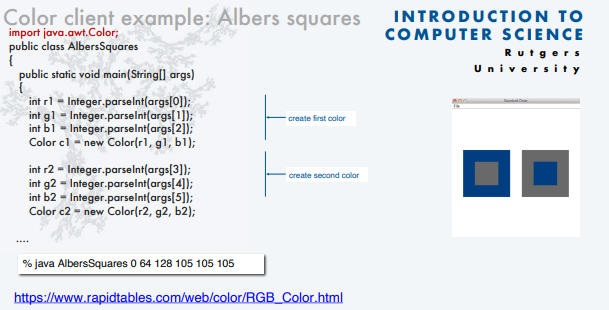 Color client example: Albers squares
import java.awt.Color;
public class AlbersSquares
{
public static void main(String[] args)
{
int r1 = Integer.parseInt(args[0]);
int g1 = Integer.parseInt(args[1]);
int b1 = Integer.parseInt(args[2]);
Color c1 = new Color(r1, g1, b1);
create first color
int r2 = Integer.parseInt(args[3]);
int g2 = Integer.parseInt(args[4]);
int b2 = Integer.parseInt(args[5]);
Color c2 = new Color(r2, g2, b2);
create second color
....
% java AlbersSquares 0 64 128 105 105 105
https://www.rapidtables.com/web/color/RGB_Color.html
INTRODUCTION TO
COMPUTER SCIENCE
Rutgers
University
Standard Draw
File